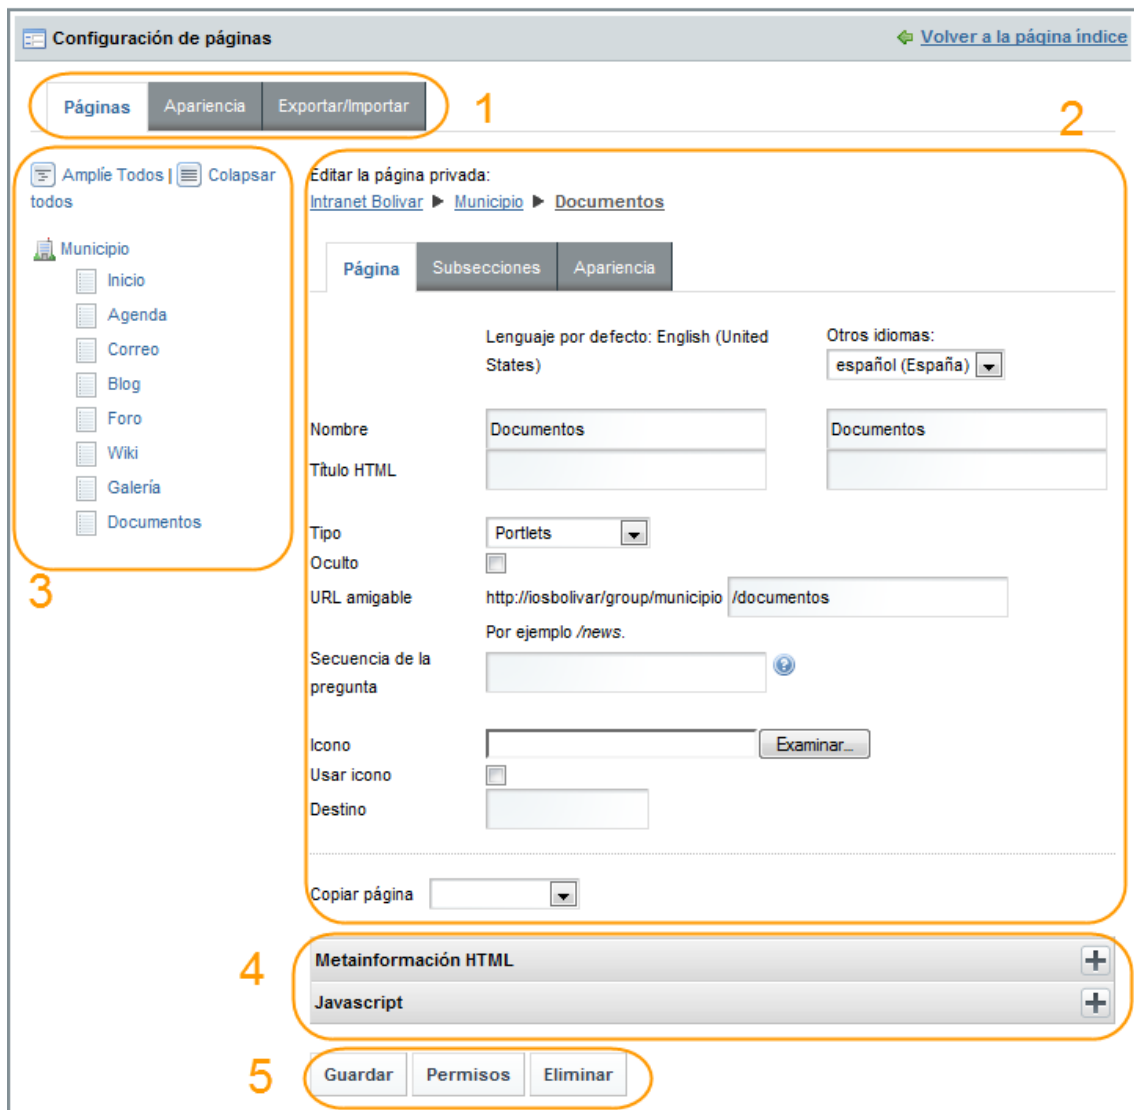 Configuración de páginas
Volver a la página índice
Páginas Apariencia Exportar/Importar 1
2
Amplíe Todos | Colapsar
todos
Municipio
Inicio
Agenda
Correo
Blog
Foro
Wiki
Galería
Documentos
3
Editar la página privada:
Intranet Bolivar ► Municipio ► Documentos
Página Subsecciones Apariencia
Lenguaje por defecto: English (United
States)
Otros idiomas:
español (España)
Nombre Documentos Documentos
Título HTML
Tipo Portlets
Oculto
URL amigable http://iosbolivar/group/municipio /documentos
Por ejemplo /news.
Secuencia de la
pregunta
Icono Examinar...
Usar icono
Destino
Copiar página
4
Metainformación HTML
Javascript
5
Guardar Permisos Eliminar